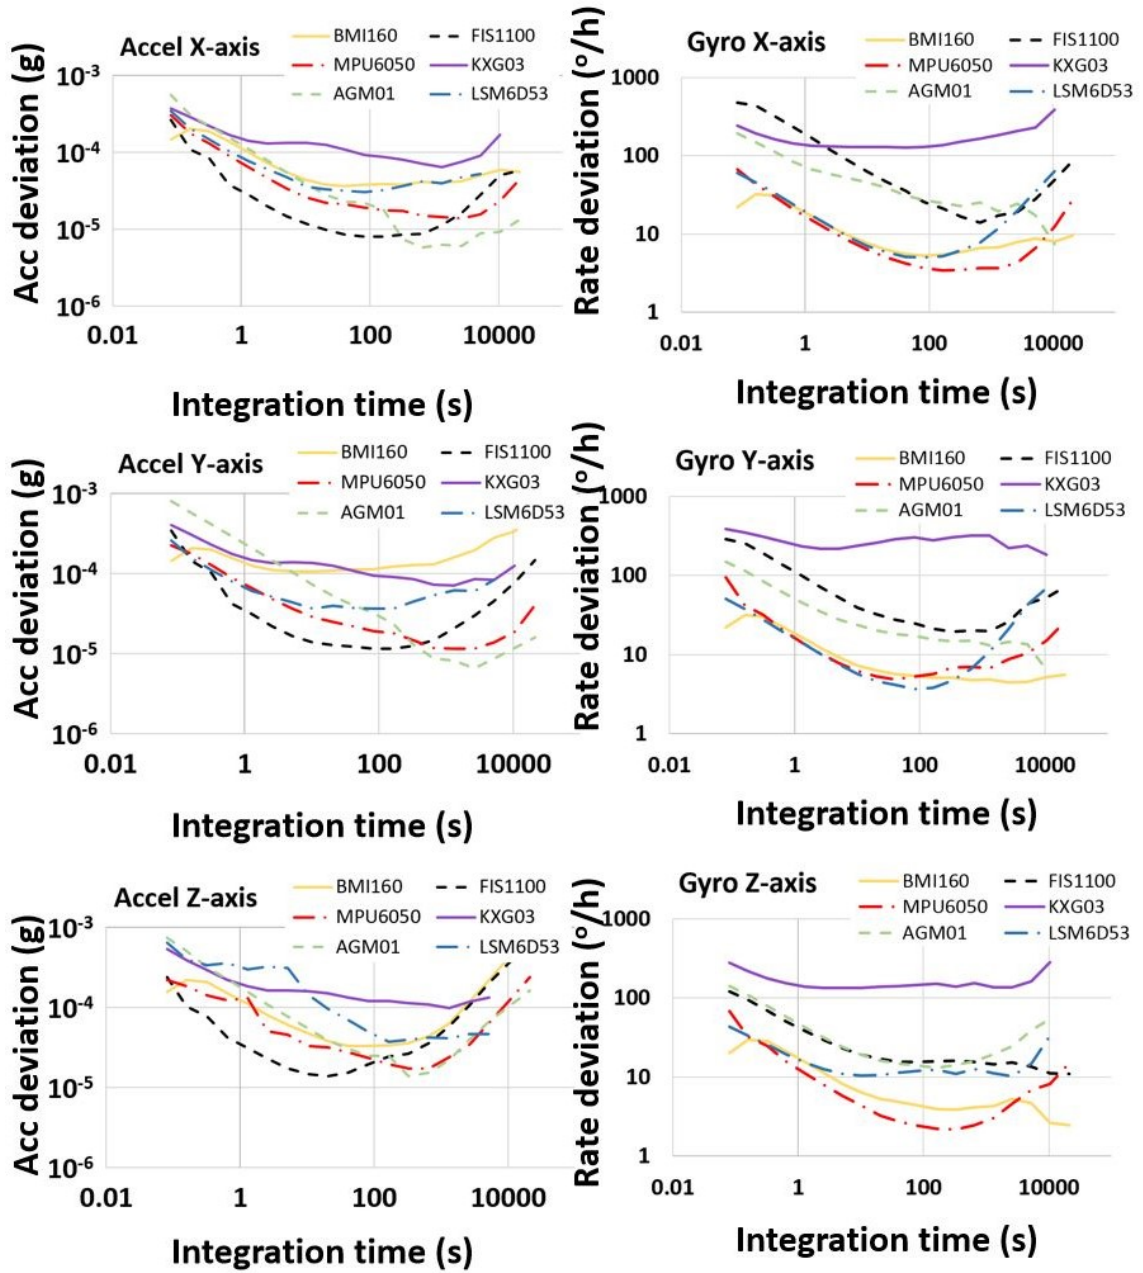 Accel X-axis
BMI160 FIS1100
MPU6050 KXG03
AGM01 LSM6D53
Acc deviation (g)
10-3
10-4
10-5
10-6
0.01 1 100 10000
Integration time (s)
Gyro X-axis
BMI160 FIS1100
MPU6050 KXG03
AGM01 LSM6D53
Rate deviation (º/h)
1000
100
10
1
0.01 1 100 10000
Integration time (s)
Accel Y-axis
BMI160 FIS1100
MPU6050 KXG03
AGM01 LSM6D53
Acc deviation (g)
10-3
10-4
10-5
10-6
0.01 1 100 10000
Integration time (s)
Gyro Y-axis
BMI160 FIS1100
MPU6050 KXG03
AGM01 LSM6D53
Rate deviation (º/h)
1000
100
10
1
0.01 1 100 10000
Integration time (s)
Accel Z-axis
BMI160 FIS1100
MPU6050 KXG03
AGM01 LSM6D53
Acc deviation (g)
10-3
10-4
10-5
10-6
0.01 1 100 10000
Integration time (s)
Gyro Z-axis
BMI160 FIS1100
MPU6050 KXG03
AGM01 LSM6D53
Rate deviation (º/h)
1000
100
10
1
0.01 1 100 10000
Integration time (s)